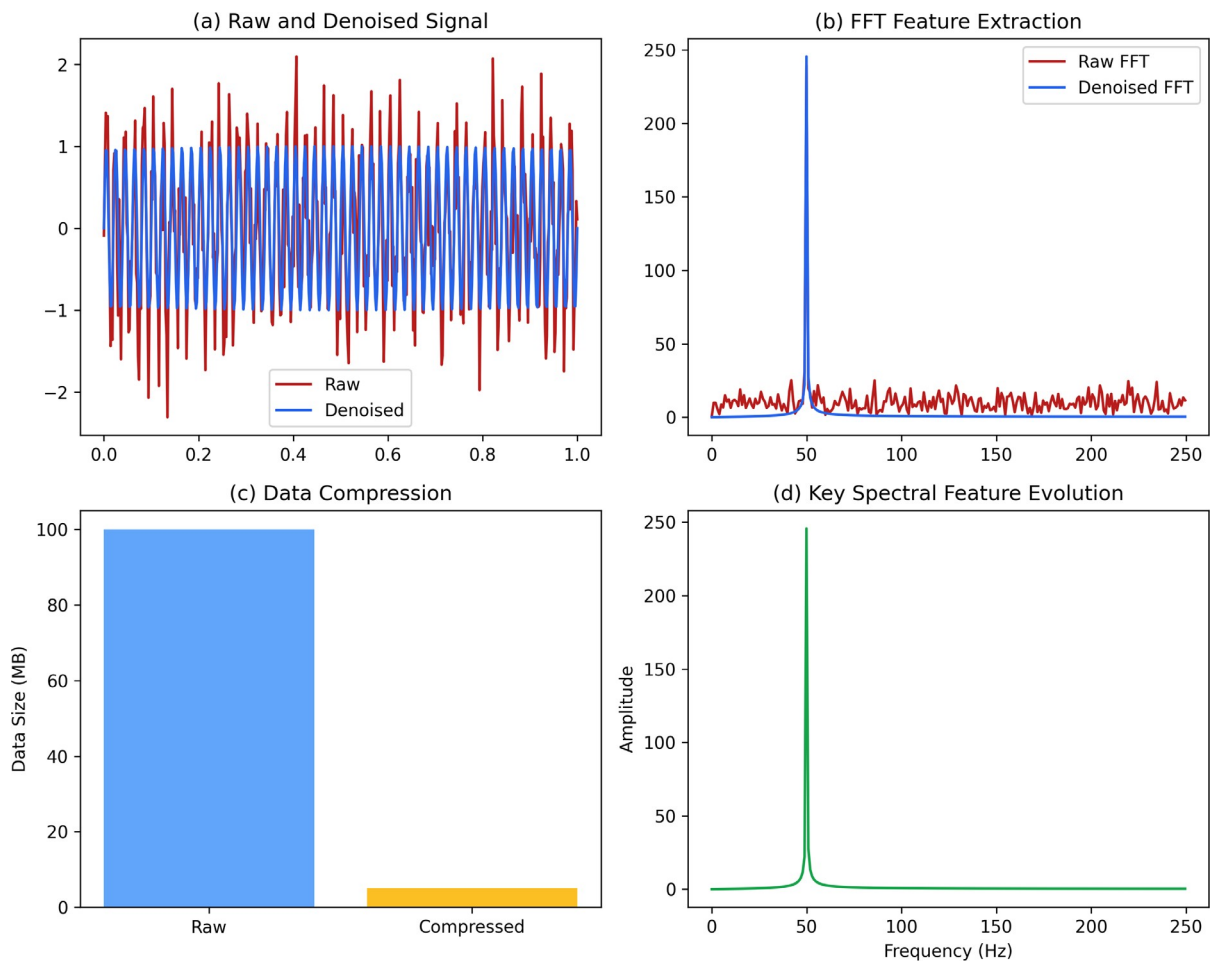 (a) Raw and Denoised Signal
2
1
0
−1
−2
0.0 0.2 0.4 0.6 0.8 1.0
Raw
Denoised
(b) FFT Feature Extraction
250
200
150
100
50
0
0 50 100 150 200 250
Raw FFT
Denoised FFT
(c) Data Compression
Data Size (MB)
100
80
60
40
20
0
Raw Compressed
(d) Key Spectral Feature Evolution
Amplitude
250
200
150
100
50
0
0 50 100 150 200 250
Frequency (Hz)